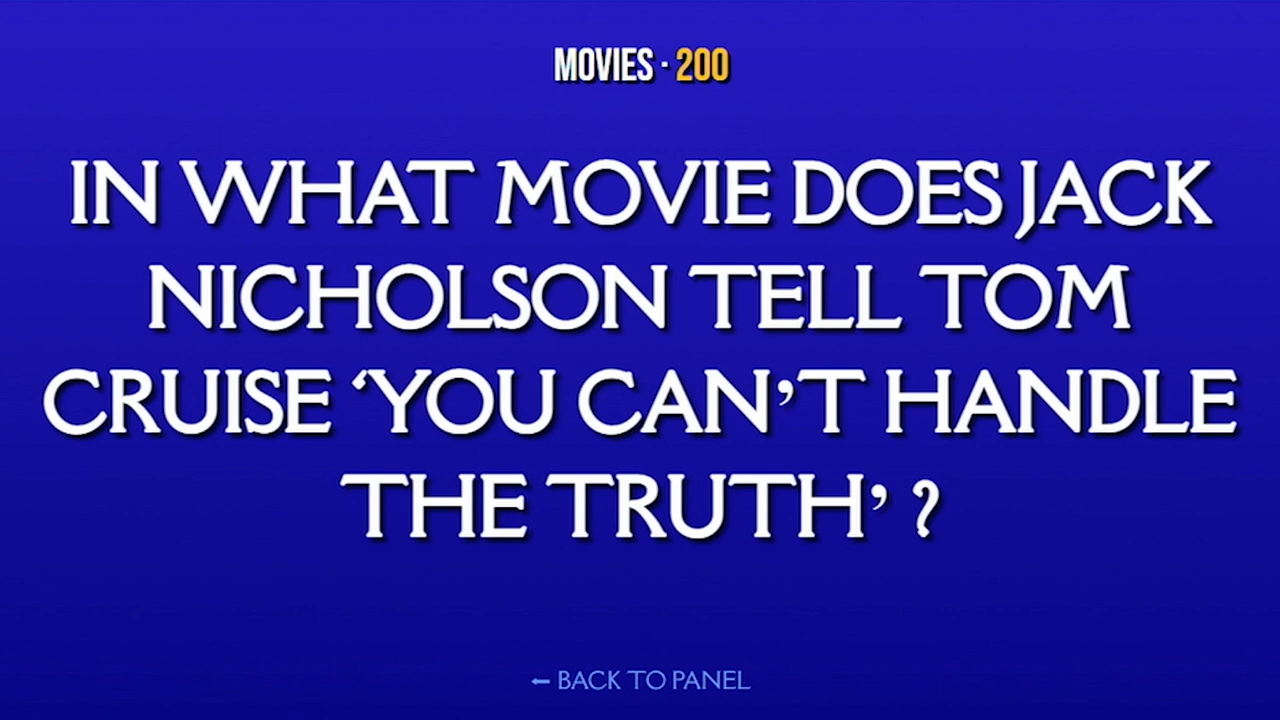 MOVIES · 200
IN WHAT MOVIE DOES JACK
NICHOLSON TELL TOM
CRUISE ‘YOU CAN’T HANDLE
THE TRUTH’ ?
← BACK TO PANEL